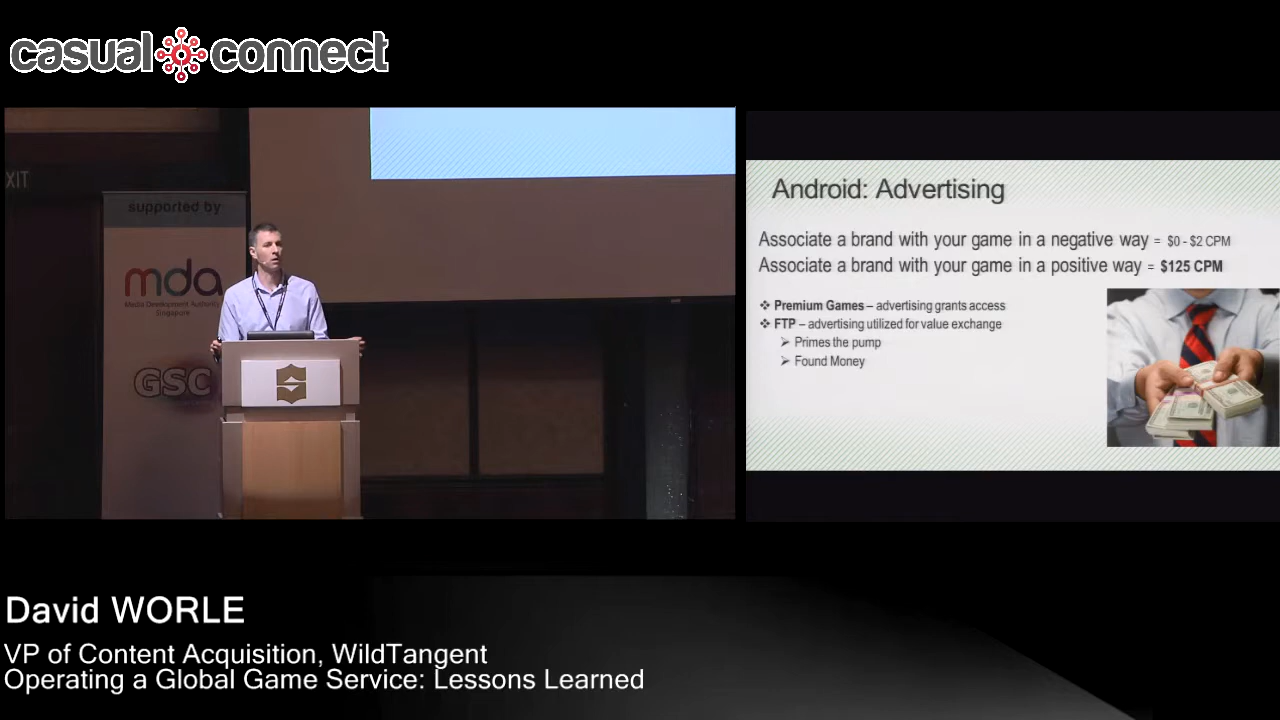 casual connect
EXIT
supported by
mda
Media Development Authority
Singapore
GSC
Android: Advertising
Associate a brand with your game in a negative way = $0 - $2 CPM
Associate a brand with your game in a positive way = $125 CPM
❖ Premium Games – advertising grants access
❖ FTP – advertising utilized for value exchange
➢ Primes the pump
➢ Found Money
David WORLE
VP of Content Acquisition, WildTangent
Operating a Global Game Service: Lessons Learned